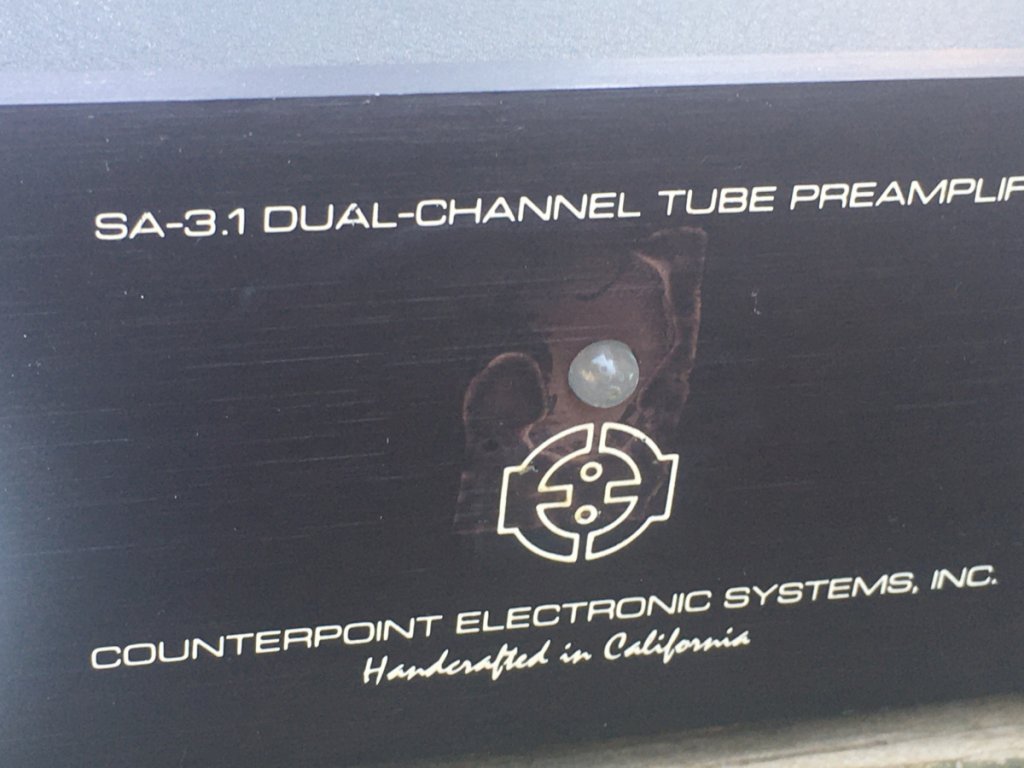 SA-3.1 DUAL-CHANNEL TUBE PREAMPLIF
COUNTERPOINT ELECTRONIC SYSTEMS, INC.
Handcrafted in California